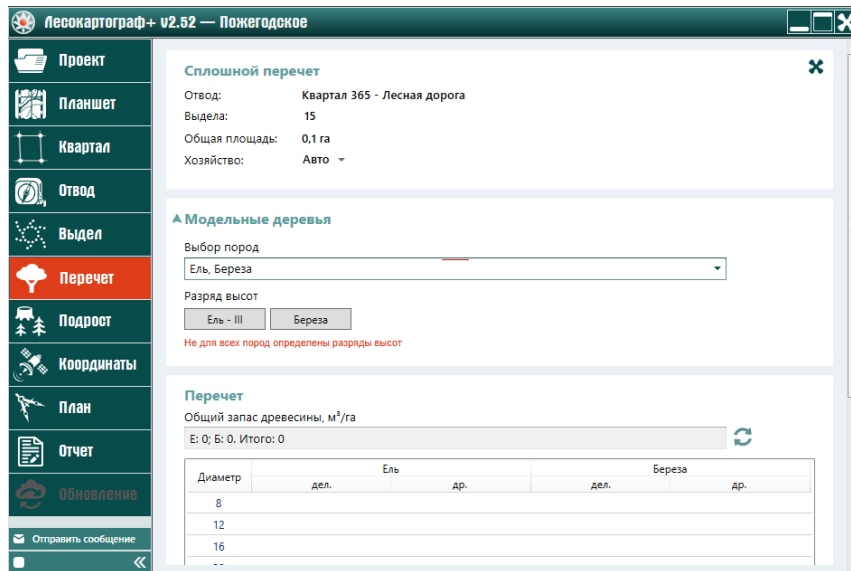 Лесокартограф+ v2.52 — Пожегодское
Проект
Планшет
Квартал
Отвод
Выдел
Перечет
Подрост
Координаты
План
Отчет
Обновление
Отправить сообщение
Сплошной перечет
Отвод: Квартал 365 - Лесная дорога
Выдела: 15
Общая площадь: 0,1 га
Хозяйство: Авто
Модельные деревья
Выбор пород
Ель, Береза
Разряд высот
Ель - III Береза
Не для всех пород определены разряды высот
Перечет
Общий запас древесины, м³/га
Е: 0; Б: 0. Итого: 0
Диаметр Ель Береза
дел. др. дел. др.
8
12
16